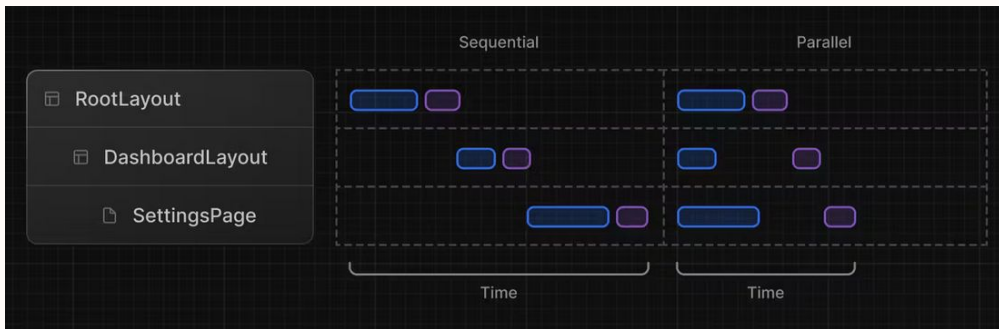 Sequential
Parallel
RootLayout
DashboardLayout
SettingsPage
Time
Time